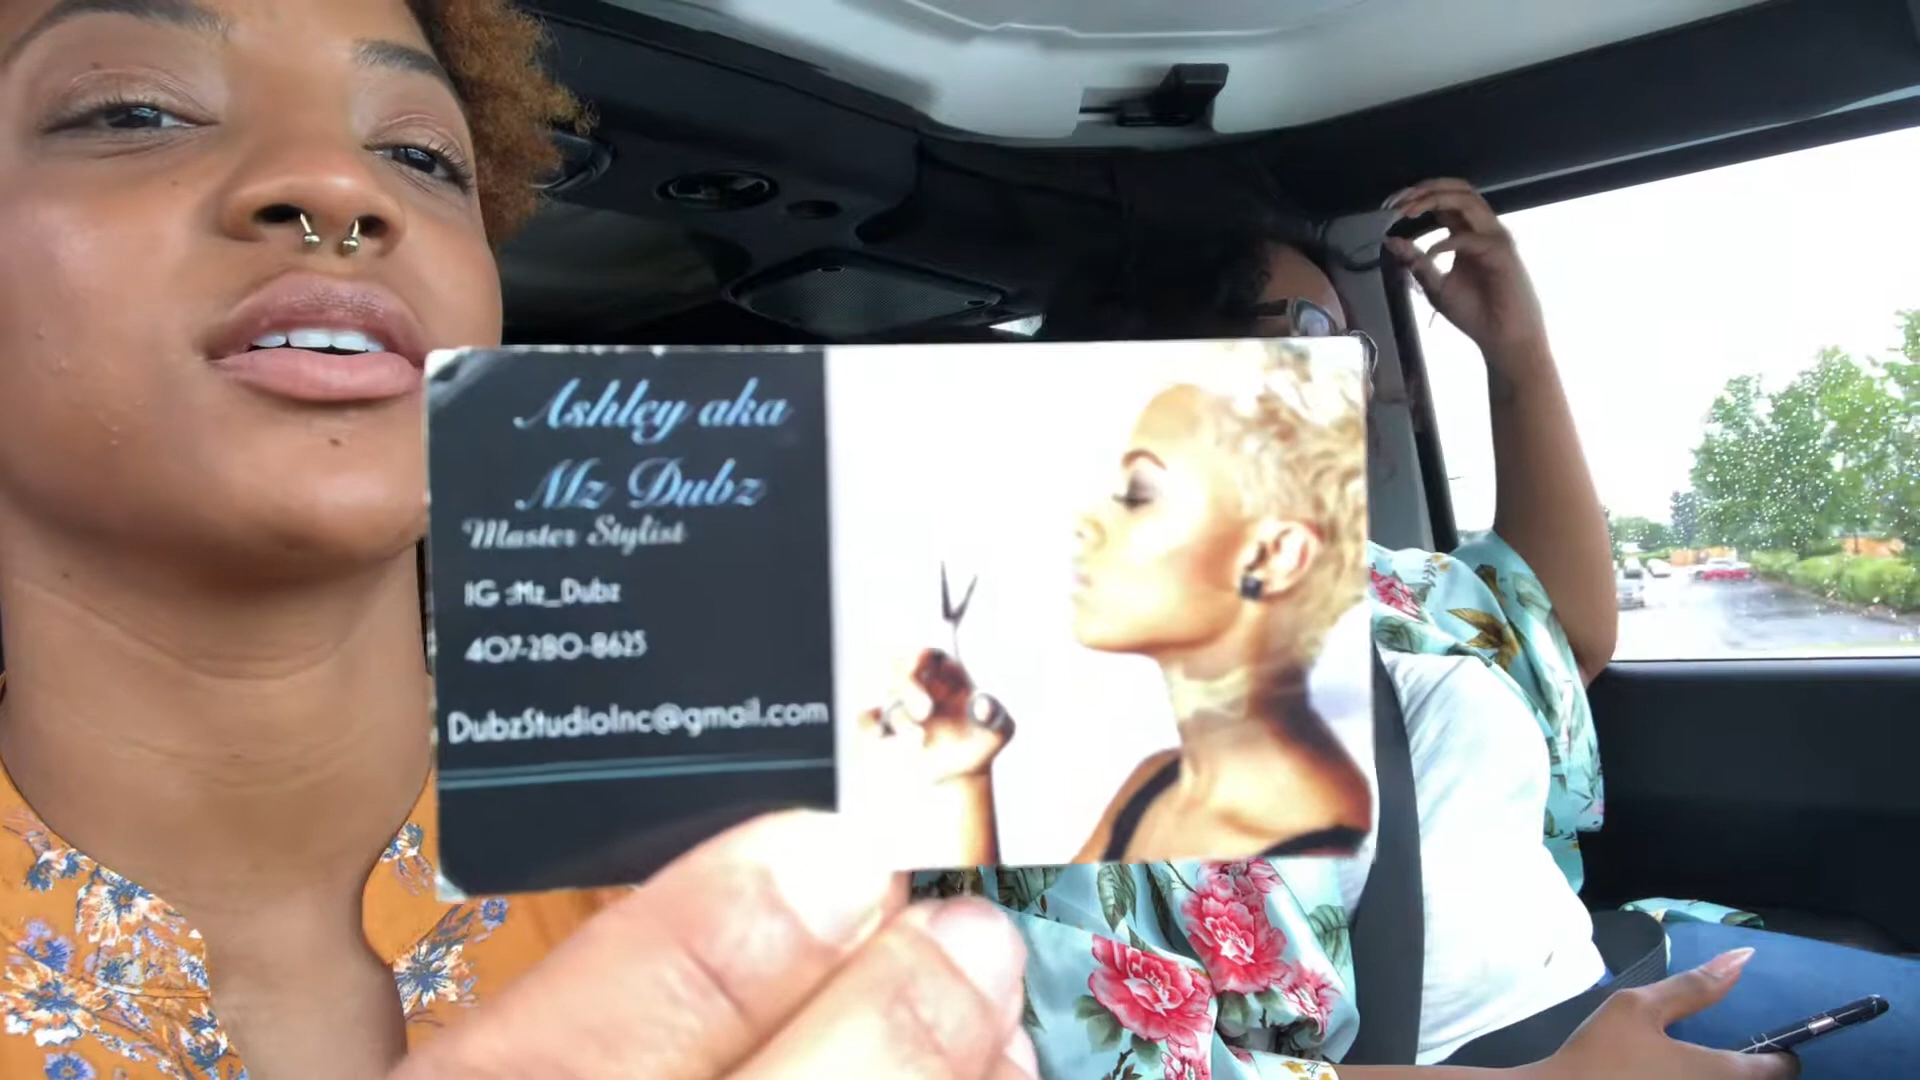 Ashley aka
Mz Dubz
Master Stylist
IG :Mz_Dubz
407-280-8625
DubzStudioInc@gmail.com